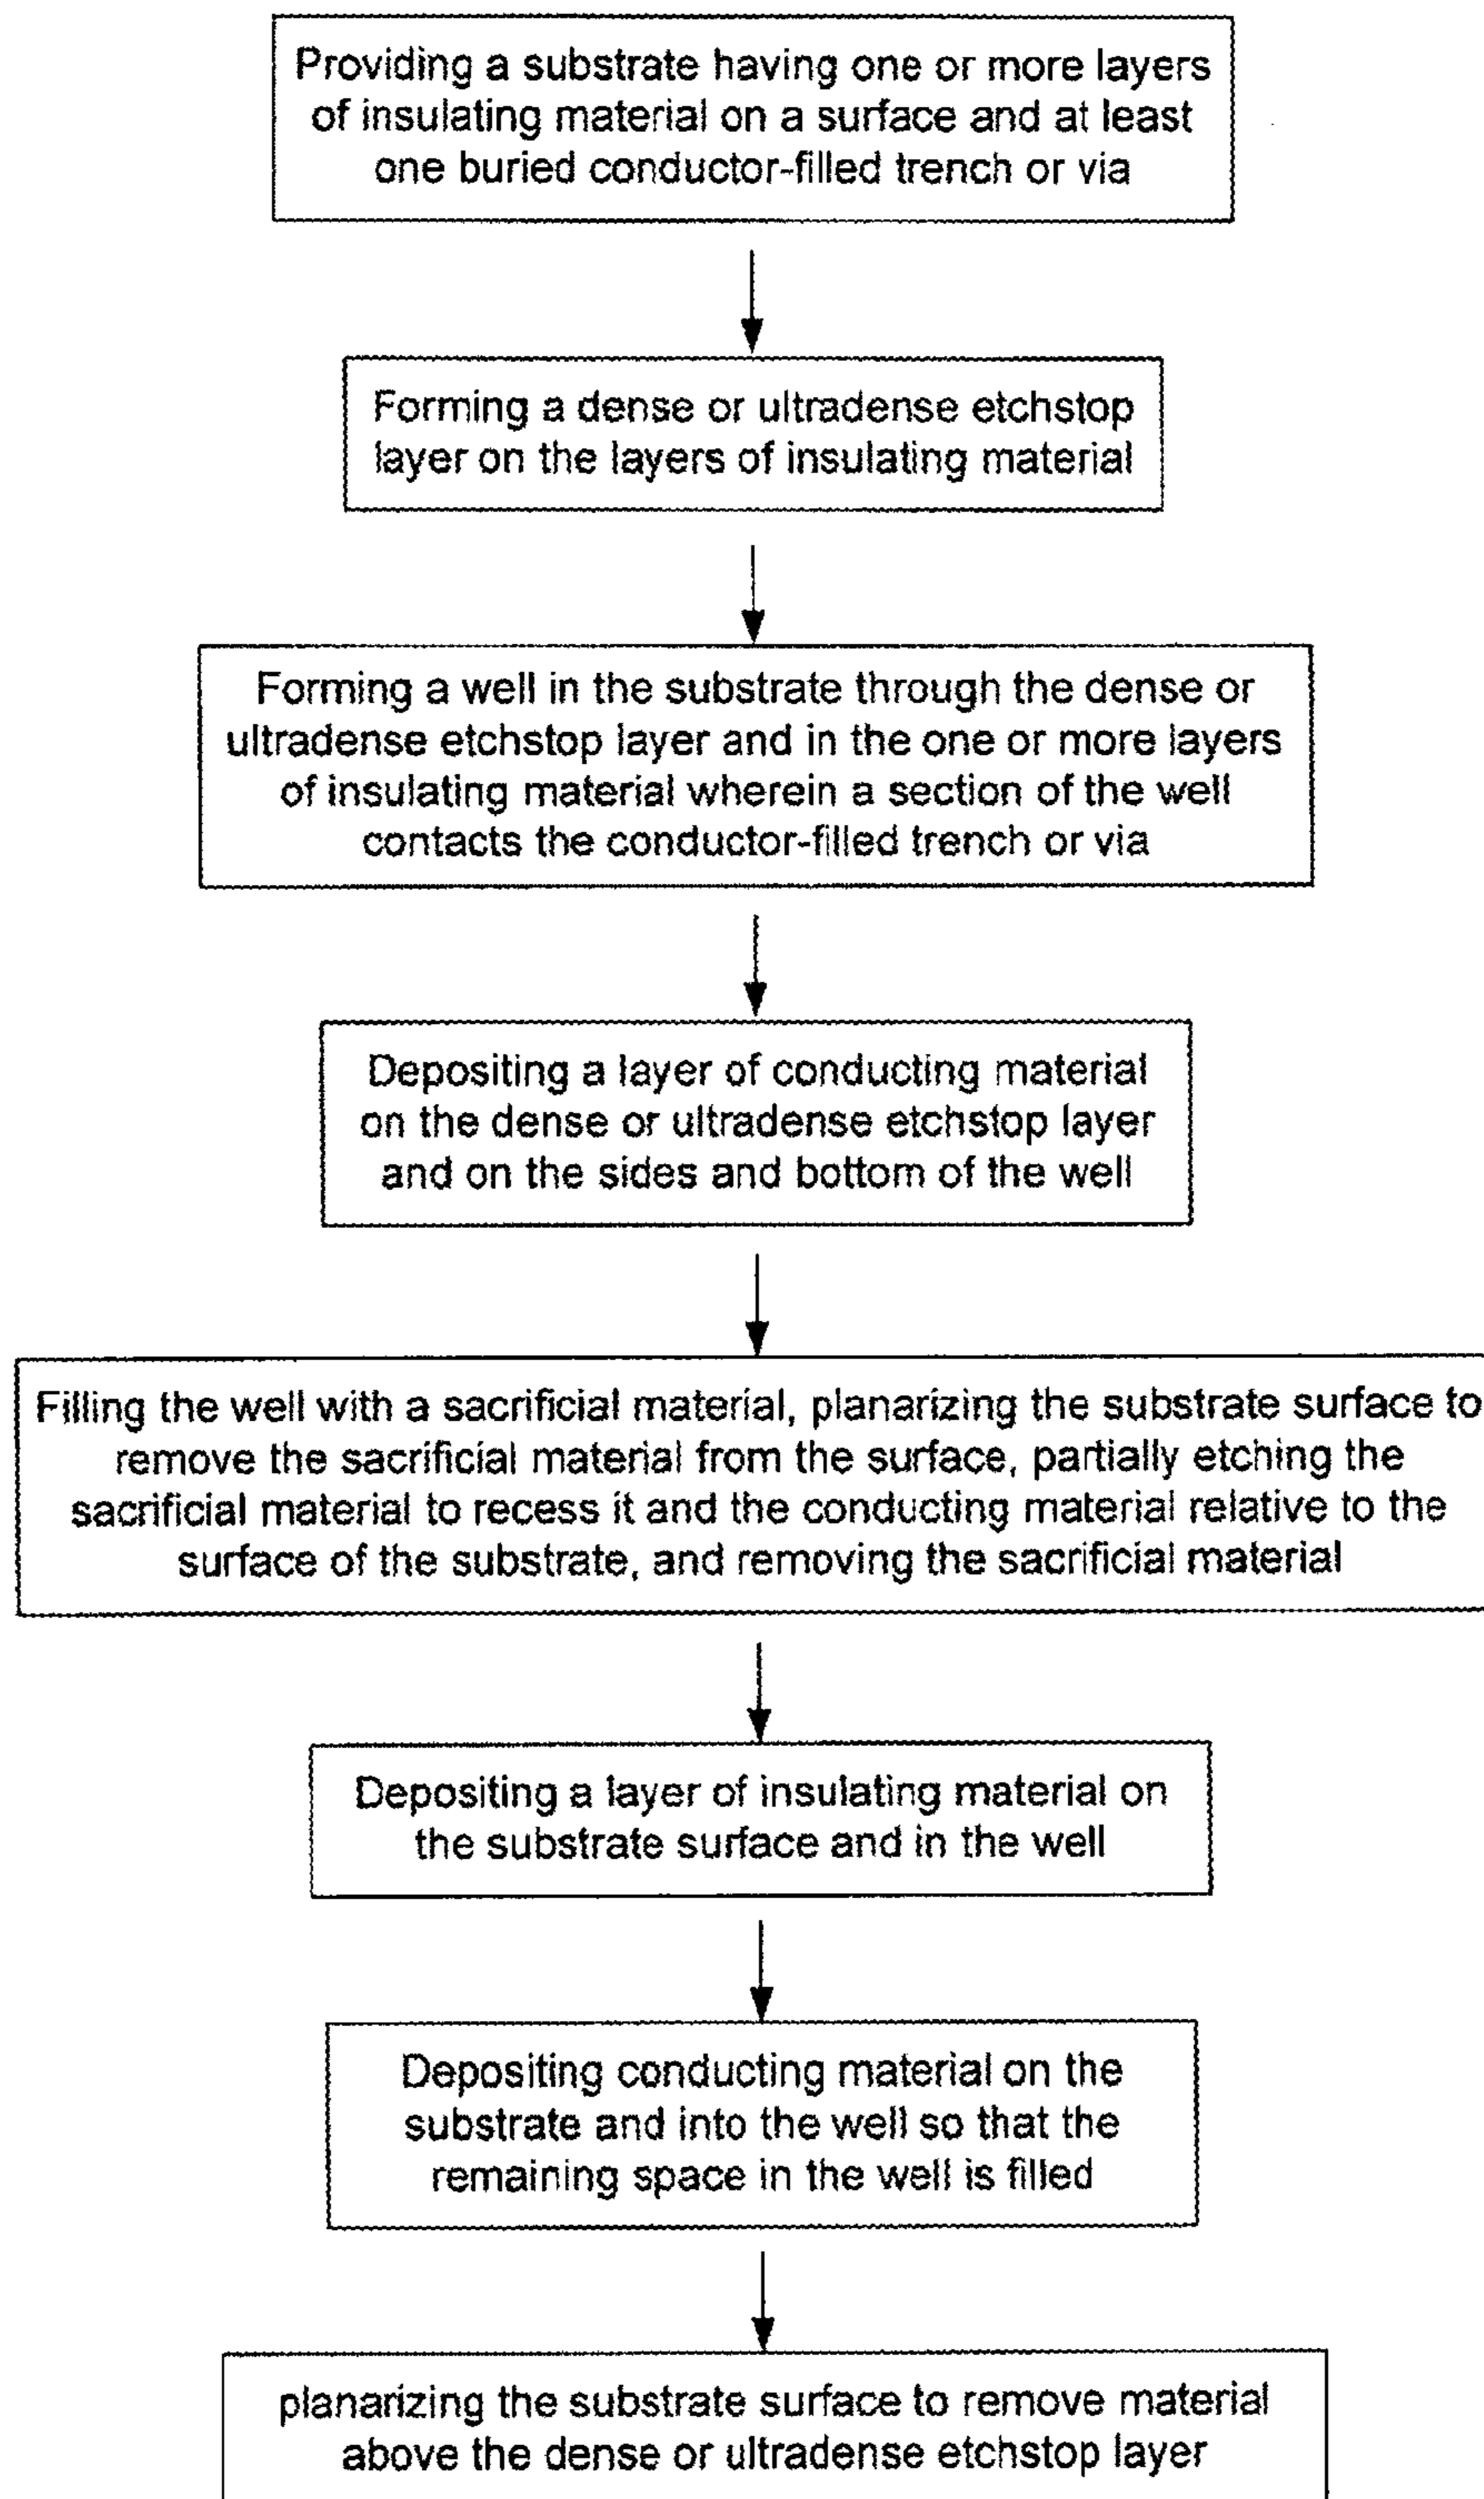 Providing a substrate having one or more layers
of insulating material on a surface and at least
one buried conductor-filled trench or via
Forming a dense or ultradense etchstop
layer on the layers of insulating material
Forming a well in the substrate through the dense or
ultradense etchstop layer and in the one or more layers
of insulating material wherein a section of the well
contacts the conductor-filled trench or via
Depositing a layer of conducting material
on the dense or ultradense etchstop layer
and on the sides and bottom of the well
Filling the well with a sacrificial material, planarizing the substrate surface to
remove the sacrificial material from the surface, partially etching the
sacrificial material to recess it and the conducting material relative to the
surface of the substrate, and removing the sacrificial material
Depositing a layer of insulating material on
the substrate surface and in the well
Depositing conducting material on the
substrate and into the well so that the
remaining space in the well is filled
planarizing the substrate surface to remove material
above the dense or ultradense etchstop layer